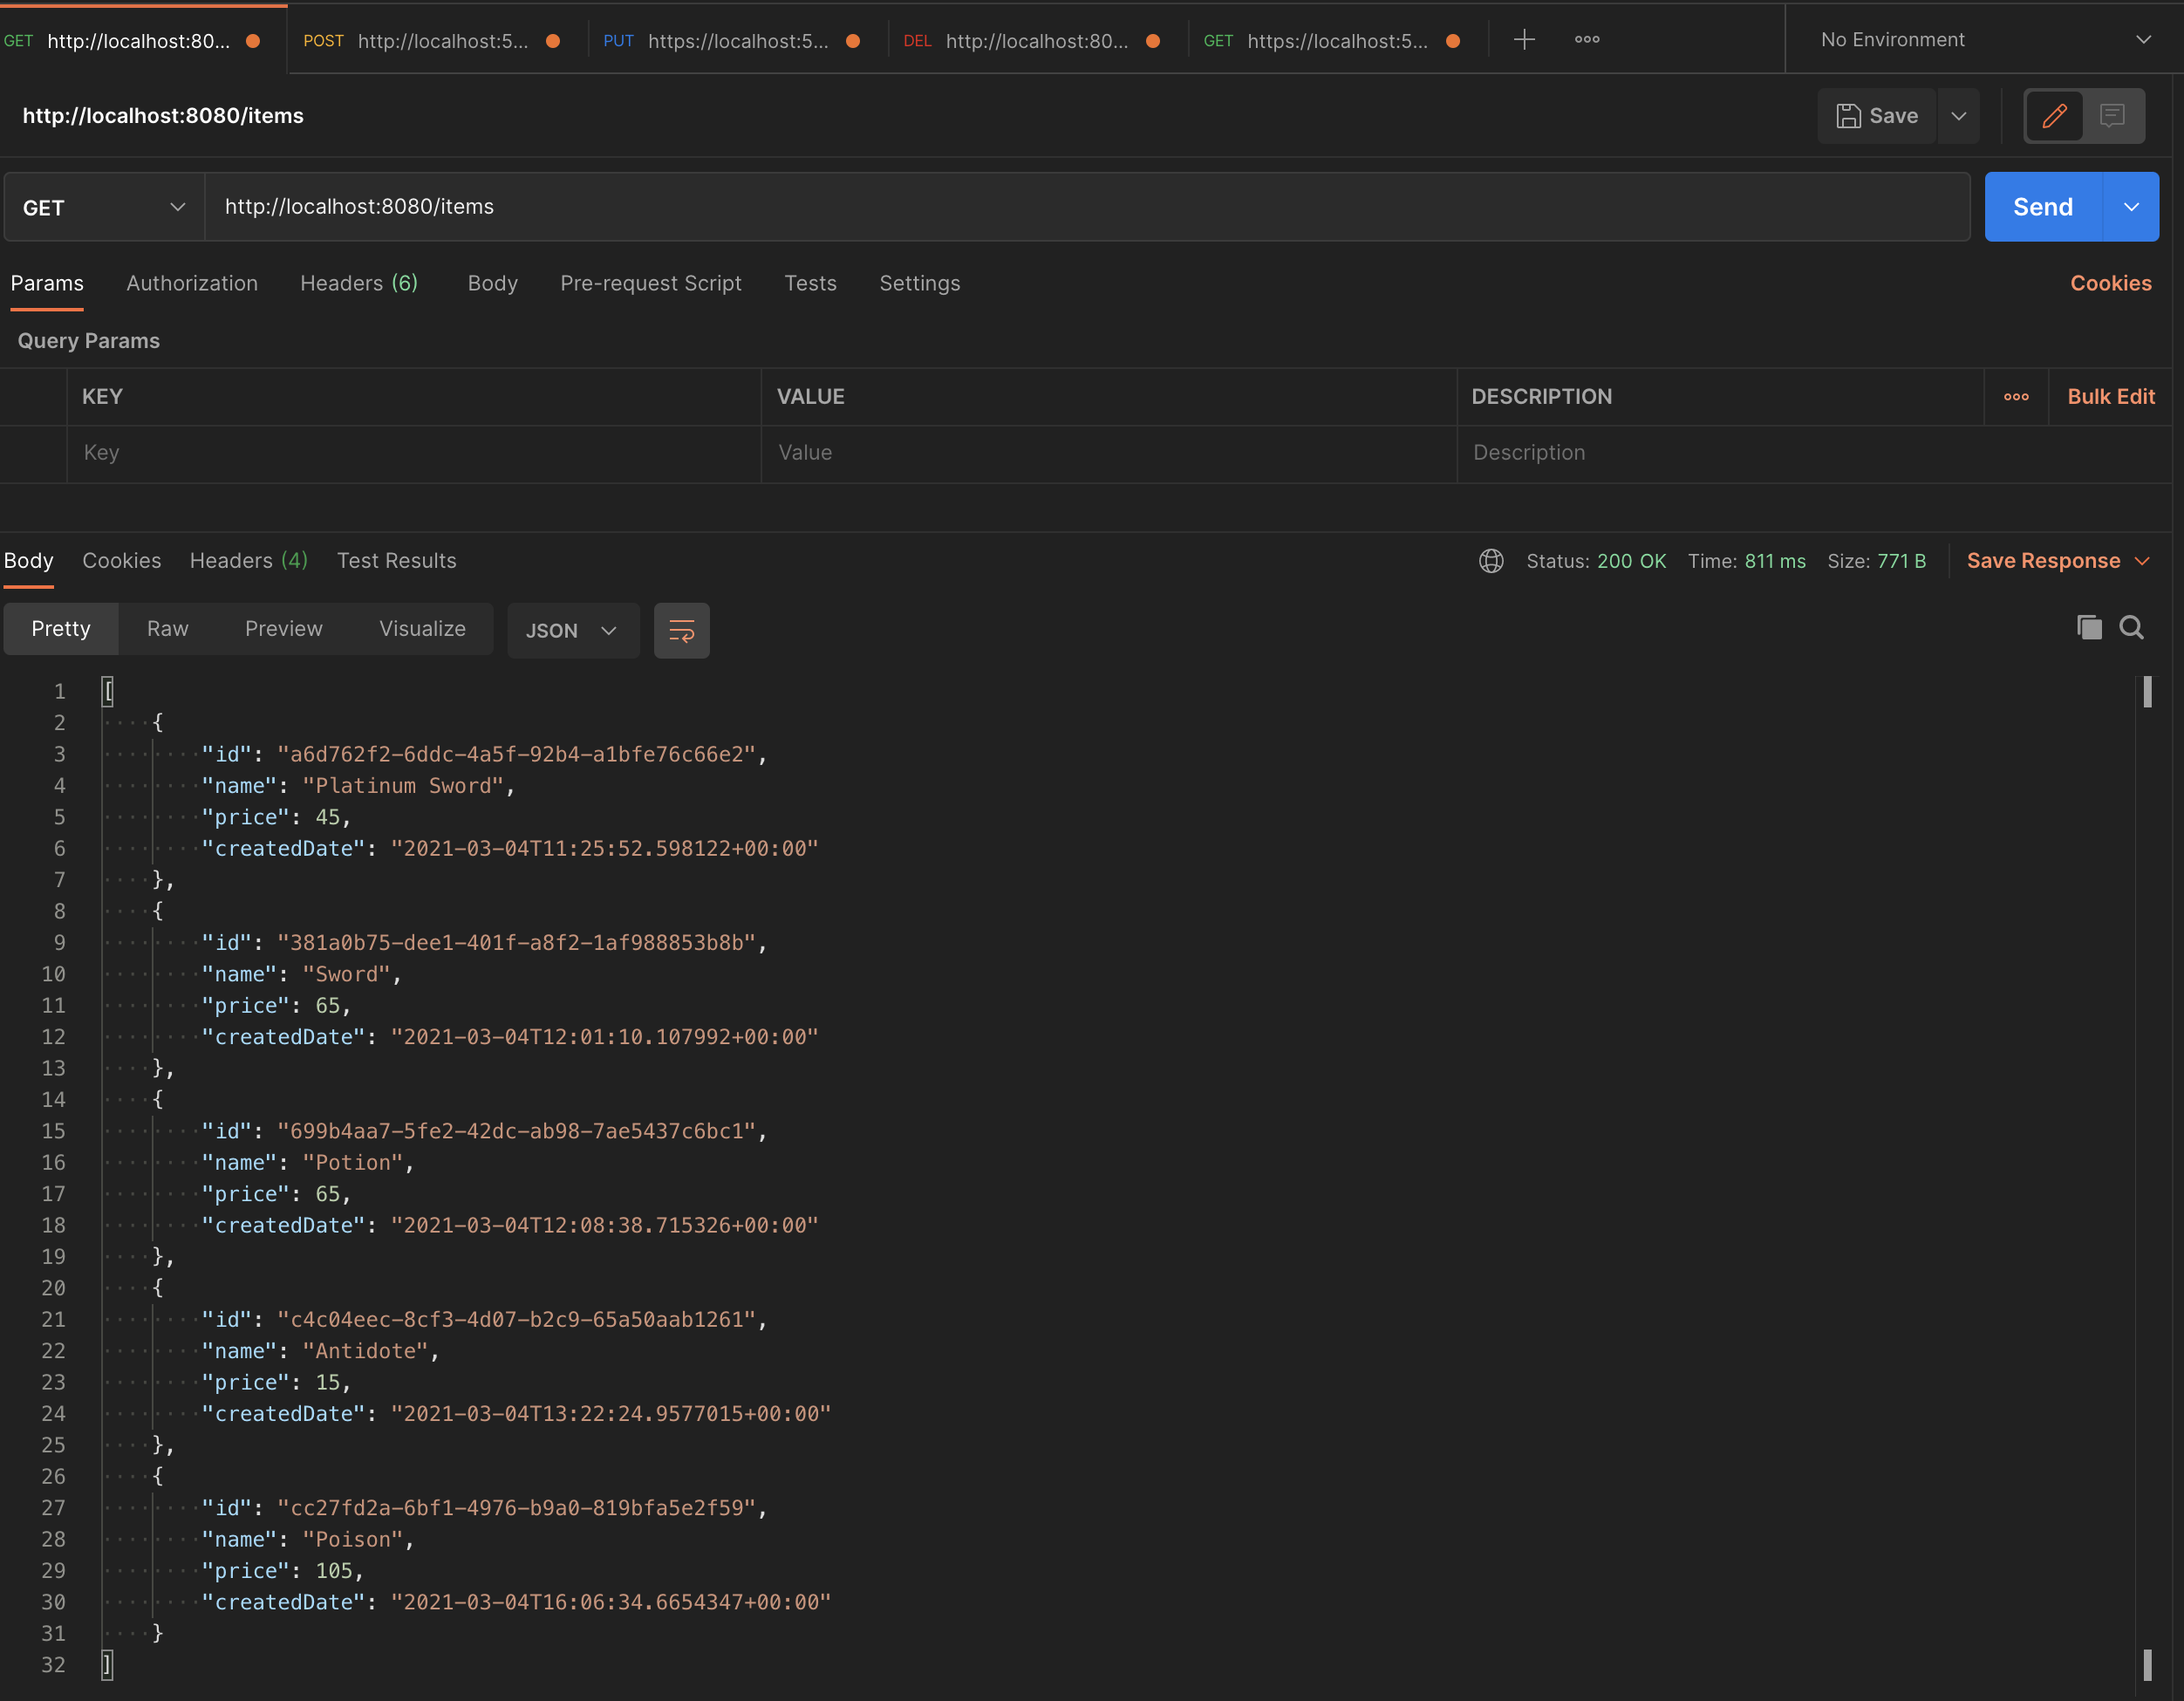 GET http://localhost:80... POST http://localhost:5... PUT https://localhost:5... DEL http://localhost:80... GET https://localhost:5... No Environment
http://localhost:8080/items Save
GET http://localhost:8080/items Send
Params Authorization Headers (6) Body Pre-request Script Tests Settings Cookies
Query Params
KEY VALUE DESCRIPTION Bulk Edit
Key Value Description
Body Cookies Headers (4) Test Results Status: 200 OK Time: 811 ms Size: 771 B Save Response
Pretty Raw Preview Visualize JSON
1 [
2 {
3 "id": "a6d762f2-6ddc-4a5f-92b4-a1bfe76c66e2",
4 "name": "Platinum Sword",
5 "price": 45,
6 "createdDate": "2021-03-04T11:25:52.598122+00:00"
7 },
8 {
9 "id": "381a0b75-dee1-401f-a8f2-1af988853b8b",
10 "name": "Sword",
11 "price": 65,
12 "createdDate": "2021-03-04T12:01:10.107992+00:00"
13 },
14 {
15 "id": "699b4aa7-5fe2-42dc-ab98-7ae5437c6bc1",
16 "name": "Potion",
17 "price": 65,
18 "createdDate": "2021-03-04T12:08:38.715326+00:00"
19 },
20 {
21 "id": "c4c04eec-8cf3-4d07-b2c9-65a50aab1261",
22 "name": "Antidote",
23 "price": 15,
24 "createdDate": "2021-03-04T13:22:24.9577015+00:00"
25 },
26 {
27 "id": "cc27fd2a-6bf1-4976-b9a0-819bfa5e2f59",
28 "name": "Poison",
29 "price": 105,
30 "createdDate": "2021-03-04T16:06:34.6654347+00:00"
31 }
32 ]